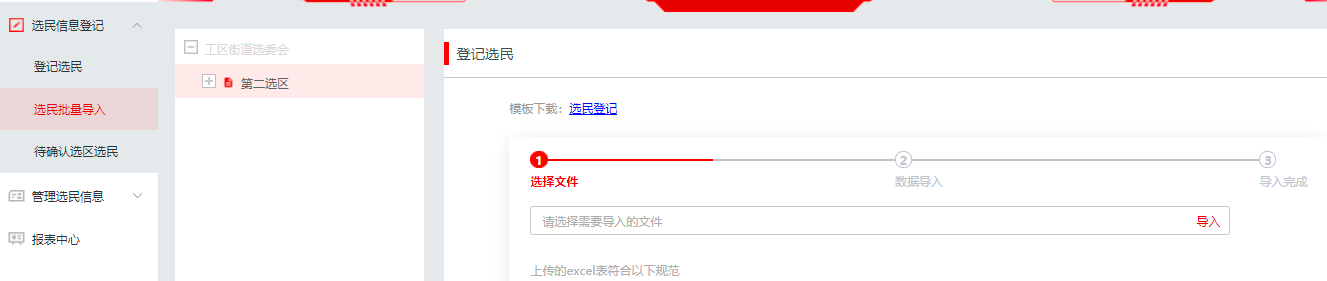 选民信息登记
登记选民
选民批量导入
待确认选区选民
管理选民信息
报表中心
工区街道选委会
第二选区
登记选民
模板下载：选民登记
1 2 3
选择文件 数据导入 导入完成
请选择需要导入的文件 导入
上传的excel表符合以下规范